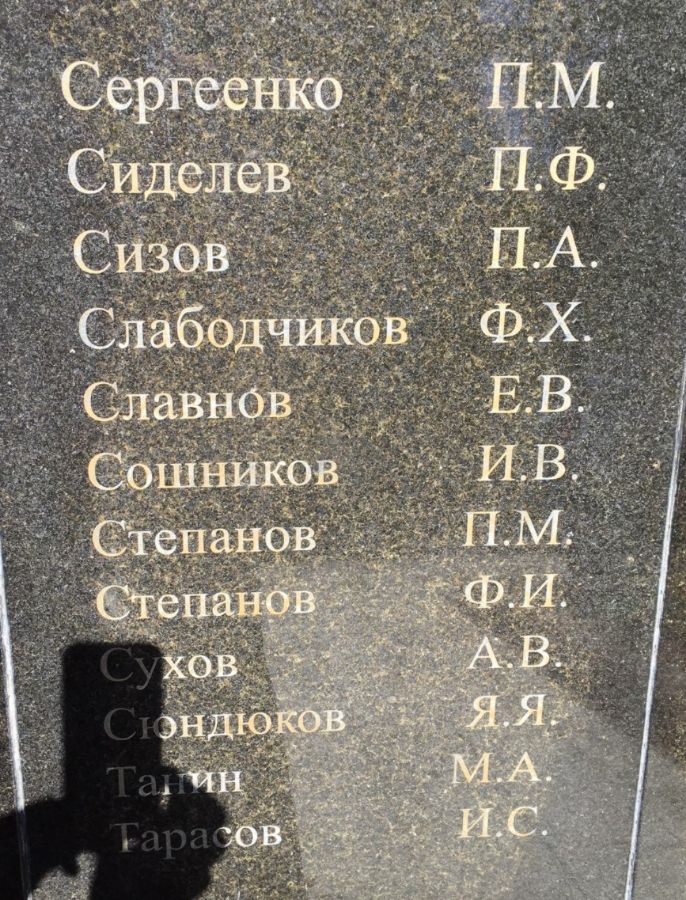 Сергеенко П.М.
Сиделев П.Ф.
Сизов П.А.
Слабодчиков Ф.Х.
Славнов Е.В.
Сошников И.В.
Степанов П.М.
Степанов Ф.И.
Сухов А.В.
Сюндюков Я.Я.
Танин М.А.
Тарасов И.С.